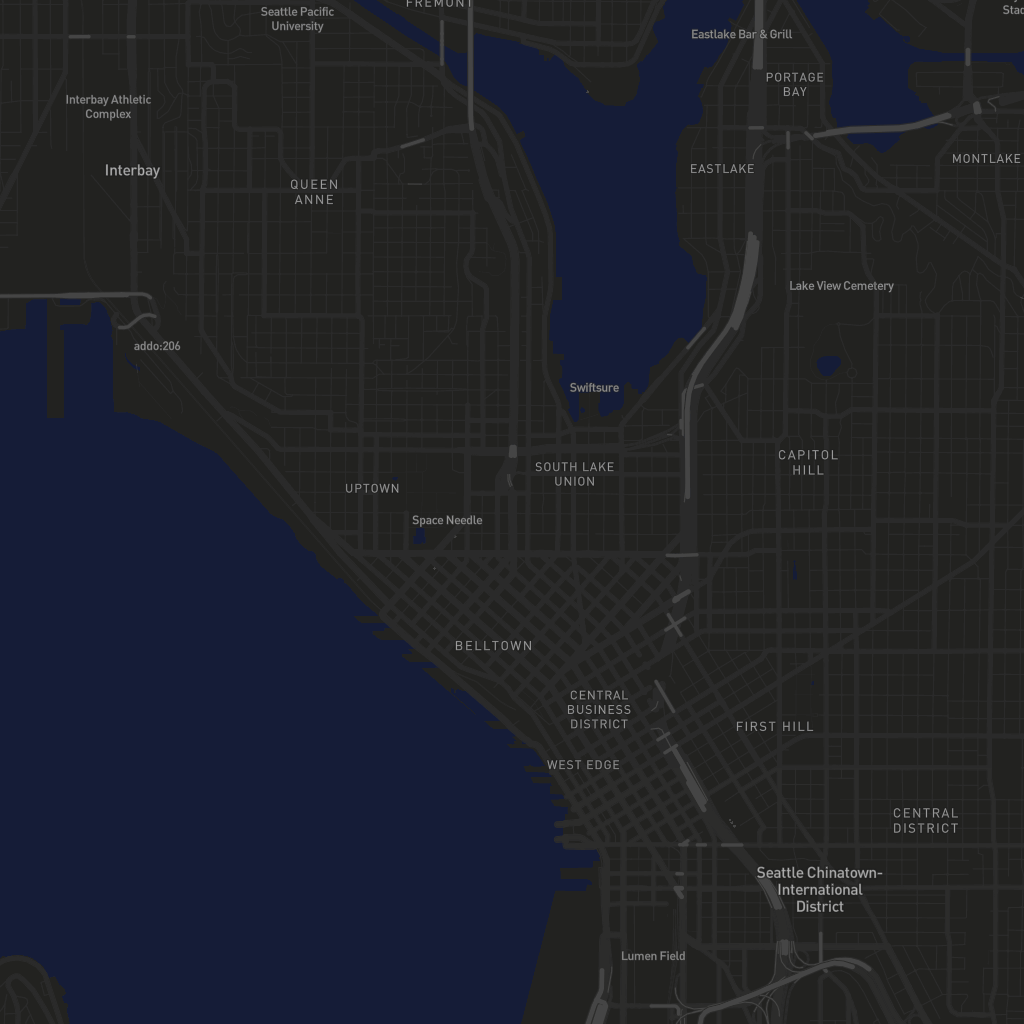 FREMONT
Seattle Pacific
University
Eastlake Bar & Grill
PORTAGE
BAY
Interbay Athletic
Complex
Interbay
QUEEN
ANNE
EASTLAKE
MONTLAKE
Lake View Cemetery
addo:206
Swiftsure
CAPITOL
HILL
SOUTH LAKE
UNION
UPTOWN
Space Needle
BELLTOWN
CENTRAL
BUSINESS
DISTRICT
FIRST HILL
WEST EDGE
CENTRAL
DISTRICT
Seattle Chinatown-
International
District
Lumen Field